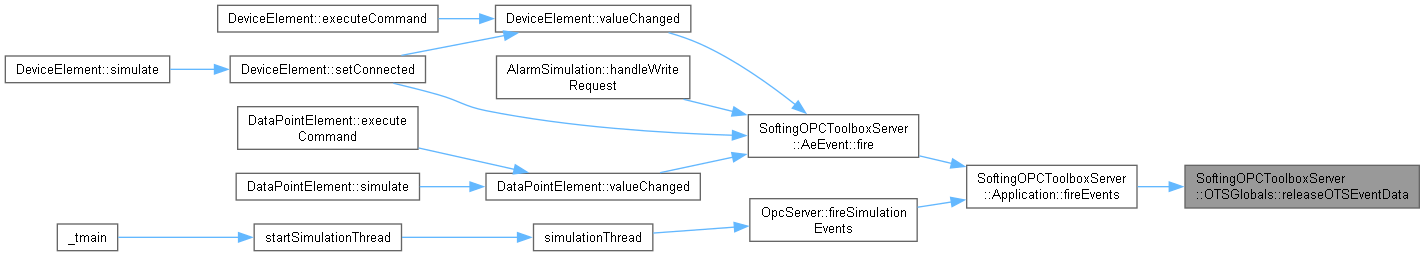 DeviceElement::executeCommand
DeviceElement::valueChanged
DeviceElement::simulate
DeviceElement::setConnected
AlarmSimulation::handleWrite
Request
DataPointElement::execute
Command
SoftingOPCToolboxServer
::AeEvent::fire
DataPointElement::simulate
DataPointElement::valueChanged
SoftingOPCToolboxServer
::Application::fireEvents
SoftingOPCToolboxServer
::OTSGlobals::releaseOTSEventData
OpcServer::fireSimulation
Events
_tmain
startSimulationThread
simulationThread